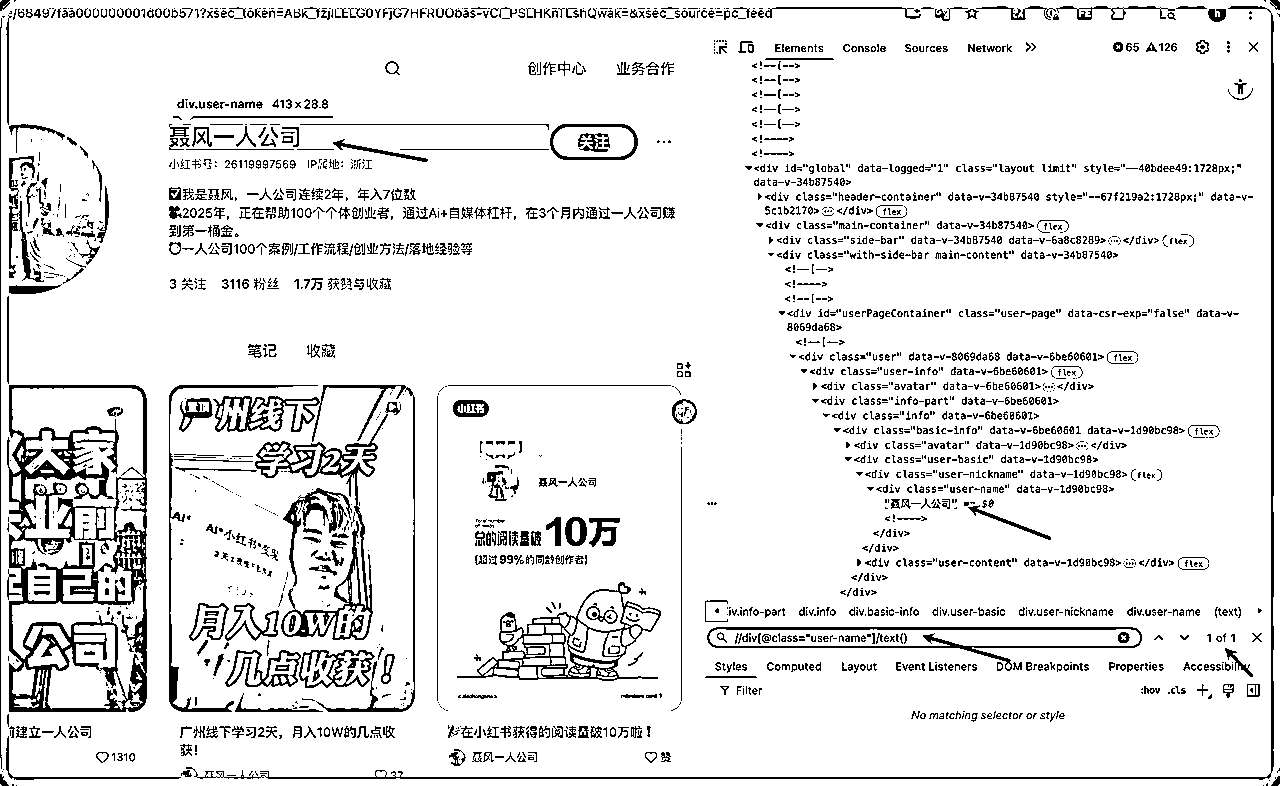 /68497faa000000001d00b571?xsec_token=ABk_fzjILELG0YFjG7HFRUObas-vCl_PSLHKnTLshQwak=&xsec_source=pc_feed
创作中心 业务合作
div.user-name 413×28.8
聂风一人公司
关注
小红书号：26119997569 IP属地：浙江
我是聂风，一人公司连续2年，年入7位数
2025年，正在帮助100个个体创业者，通过Ai+自媒体杠杆，在3个月内通过一人公司赚
到第一桶金。
一人公司100个案例/工作流程/创业方法/落地经验等
3 关注 3116 粉丝 1.7万 获赞与收藏
笔记 收藏
大家
业前
自己的
公司
建立一人公司
1310
广州线下
学习2天
月入10W的
几点收获！
广州线下学习2天，月入10W的几点收
获！
聂风一人公司
37
小红书
聂风一人公司
总的阅读量破10万
(超过99%的同龄创作者)
在小红书获得的阅读量破10万啦！
聂风一人公司
赞
Elements Console Sources Network 65 126
<!--[-->
<!--[-->
<!--[-->
<!--[-->
<!--[-->
<!---->
<!---->
<div id="global" data-logged="1" class="layout limit" style="--40bdee49:1728px;"
data-v-34b87540>
<div class="header-container" data-v-34b87540 style="--67f219a2:1728px;" data-v-
5c1b2170>…</div> flex
<div class="main-container" data-v-34b87540> flex
<div class="side-bar" data-v-34b87540 data-v-6a8c8289>…</div> flex
<div class="with-side-bar main-content" data-v-34b87540>
<!--[-->
<!---->
<!--[-->
<div id="userPageContainer" class="user-page" data-csr-exp="false" data-v-
8069da68>
<!--[-->
<div class="user" data-v-8069da68 data-v-6be60601> flex
<div class="user-info" data-v-6be60601> flex
<div class="avatar" data-v-6be60601>…</div>
<div class="info-part" data-v-6be60601>
<div class="info" data-v-6be60601>
<div class="basic-info" data-v-6be60601 data-v-1d90bc98> flex
<div class="avatar" data-v-1d90bc98>…</div>
<div class="user-basic" data-v-1d90bc98>
<div class="user-nickname" data-v-1d90bc98> flex
<div class="user-name" data-v-1d90bc98>
"聂风一人公司" == $0
<!---->
</div>
</div>
<div class="user-content" data-v-1d90bc98>…</div> flex
</div>
</div>
iv.info-part div.info div.basic-info div.user-basic div.user-nickname div.user-name (text)
//div[@class="user-name"]/text() 1 of 1
Styles Computed Layout Event Listeners DOM Breakpoints Properties Accessibility
Filter :hov .cls
No matching selector or style